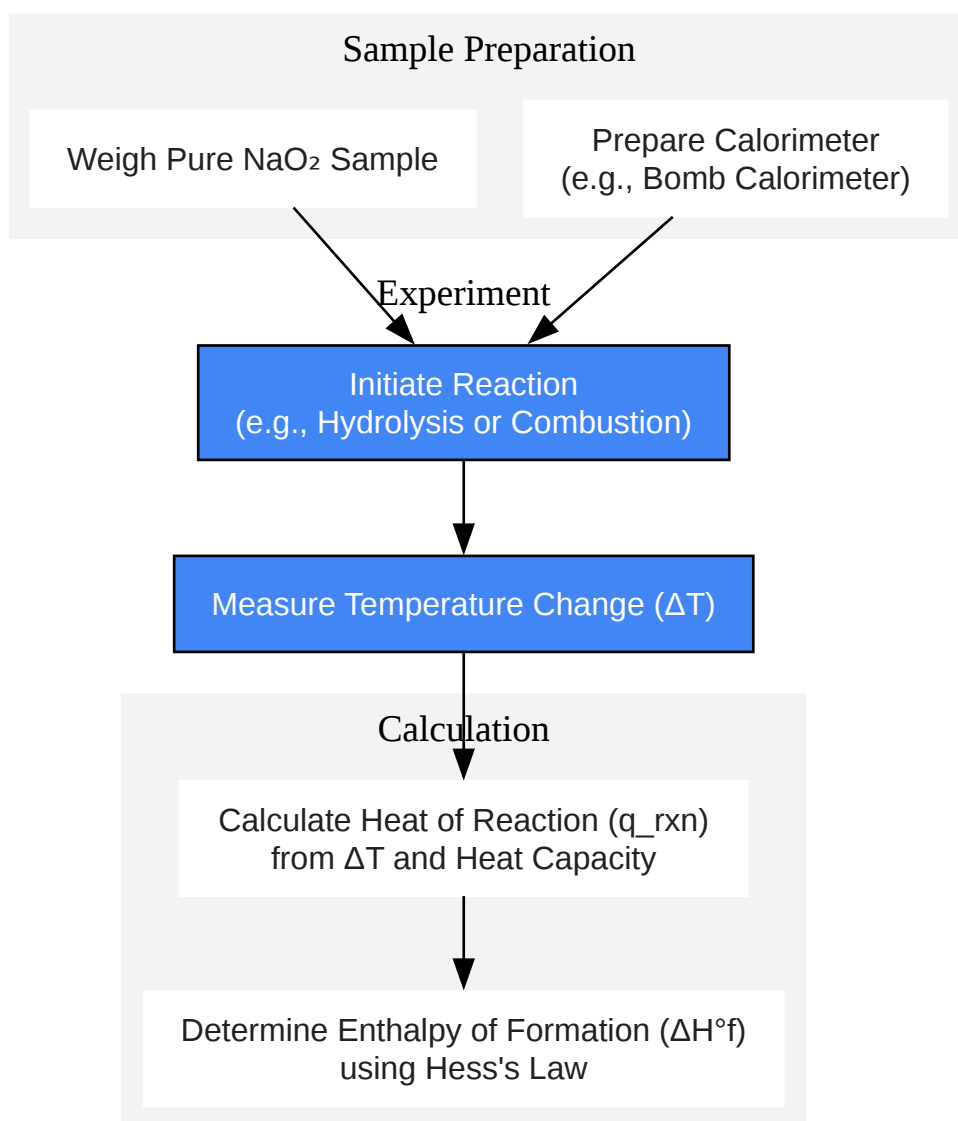 Sample Preparation
Weigh Pure NaO₂ Sample
Prepare Calorimeter
(e.g., Bomb Calorimeter)
Experiment
Initiate Reaction
(e.g., Hydrolysis or Combustion)
Measure Temperature Change (ΔT)
Calculation
Calculate Heat of Reaction (q_rxn)
from ΔT and Heat Capacity
Determine Enthalpy of Formation (ΔH°f)
using Hess's Law